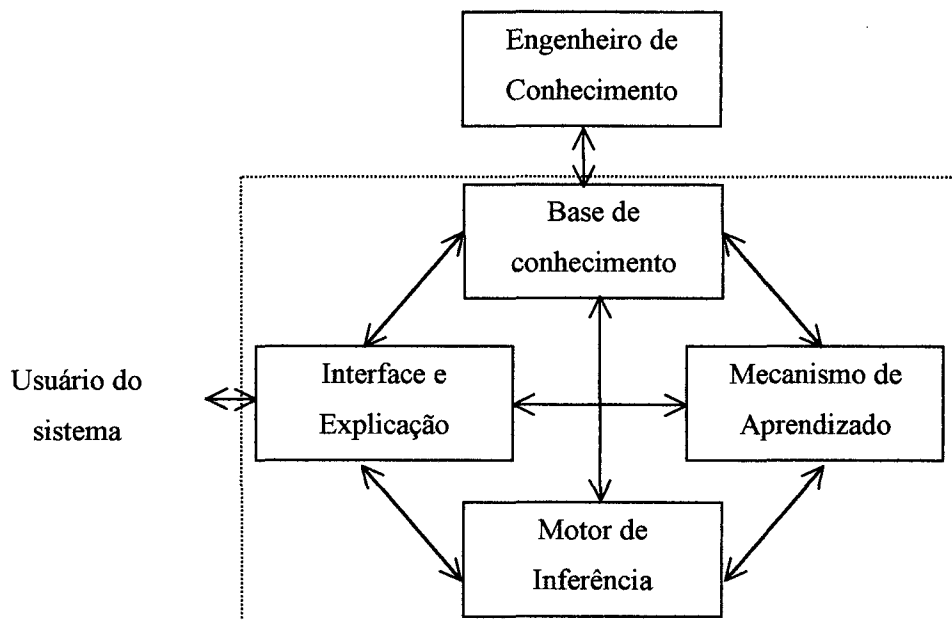 Engenheiro de
Conhecimento
Base de
conhecimento
Usuário do
sistema
Interface e
Explicação
Mecanismo de
Aprendizado
Motor de
Inferência